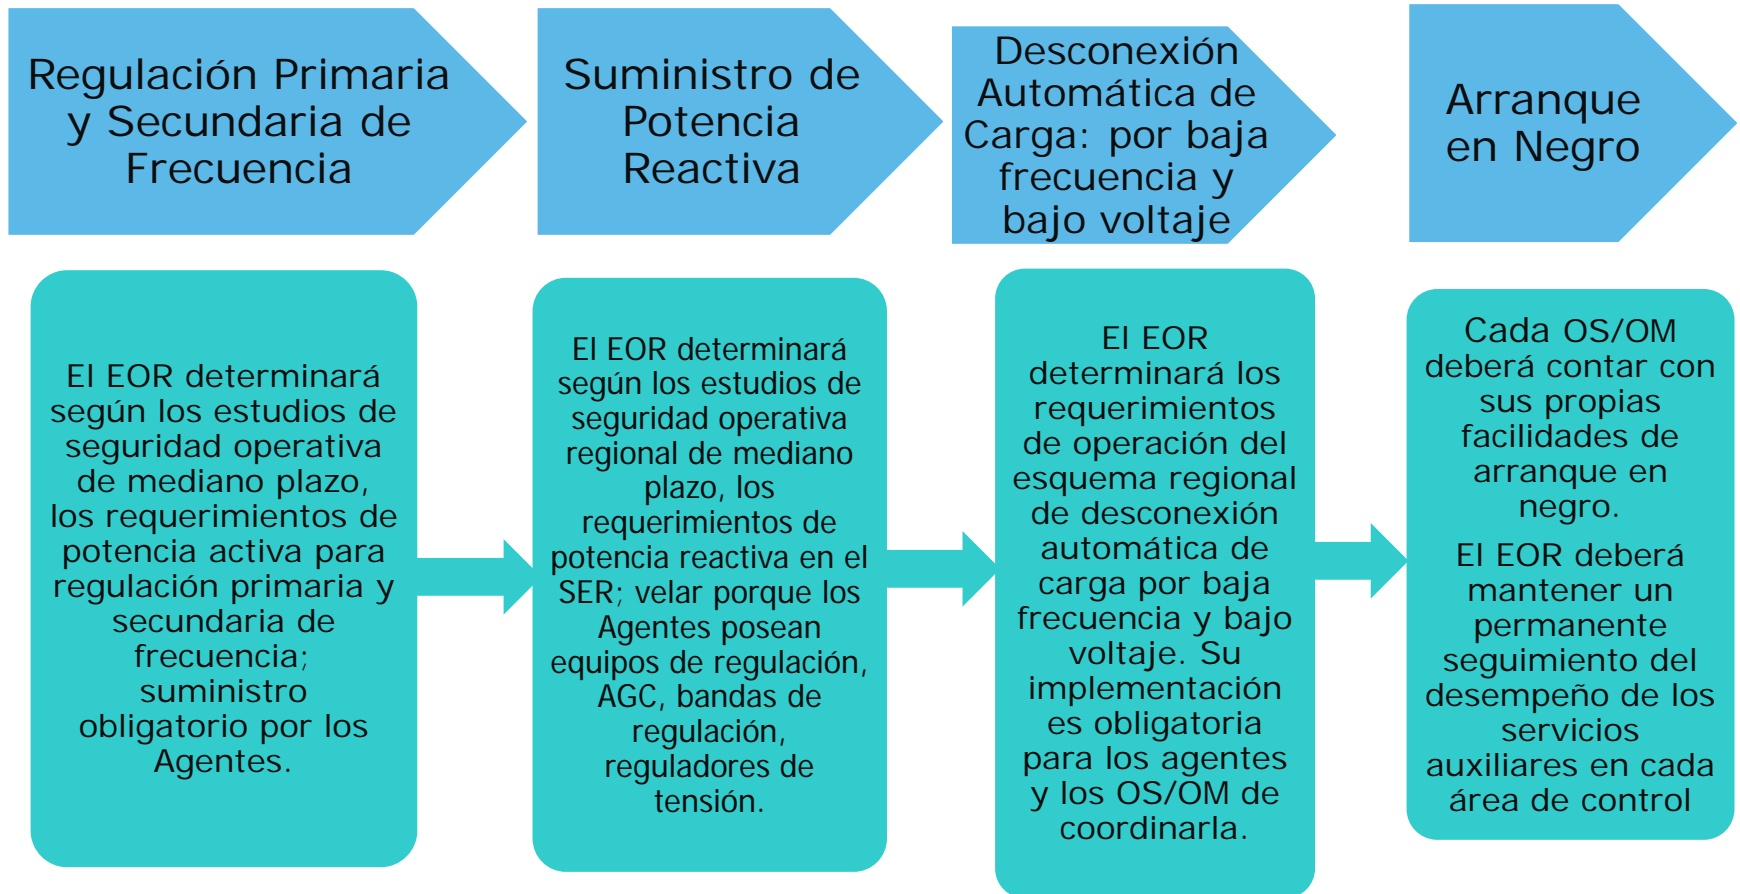 Regulación Primaria
y Secundaria de
Frecuencia
Suministro de
Potencia
Reactiva
Desconexión
Automática de
Carga: por baja
frecuencia y
bajo voltaje
Arranque
en Negro
El EOR determinará
según los estudios de
seguridad operativa
de mediano plazo,
los requerimientos de
potencia activa para
regulación primaria y
secundaria de
frecuencia;
suministro
obligatorio por los
Agentes.
El EOR determinará
según los estudios de
seguridad operativa
regional de mediano
plazo, los
requerimientos de
potencia reactiva en el
SER; velar porque los
Agentes posean
equipos de regulación,
AGC, bandas de
regulación,
reguladores de
tensión.
El EOR
determinará los
requerimientos
de operación del
esquema regional
de desconexión
automática de
carga por baja
frecuencia y bajo
voltaje. Su
implementación
es obligatoria
para los agentes
y los OS/OM de
coordinarla.
Cada OS/OM
deberá contar con
sus propias
facilidades de
arranque en
negro.
El EOR deberá
mantener un
permanente
seguimiento del
desempeño de los
servicios
auxiliares en cada
área de control